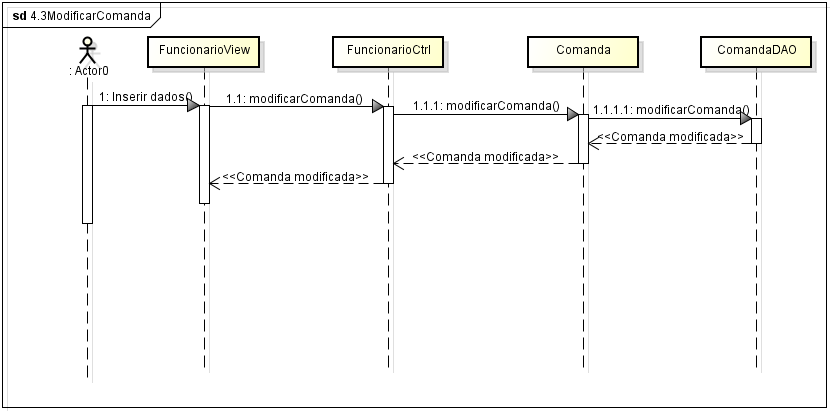 sd 4.3ModificarComanda
: Actor0
FuncionarioView
FuncionarioCtrl
Comanda
ComandaDAO
1: Inserir dados()
1.1: modificarComanda()
1.1.1: modificarComanda()
1.1.1.1: modificarComanda()
<<Comanda modificada>>
<<Comanda modificada>>
<<Comanda modificada>>